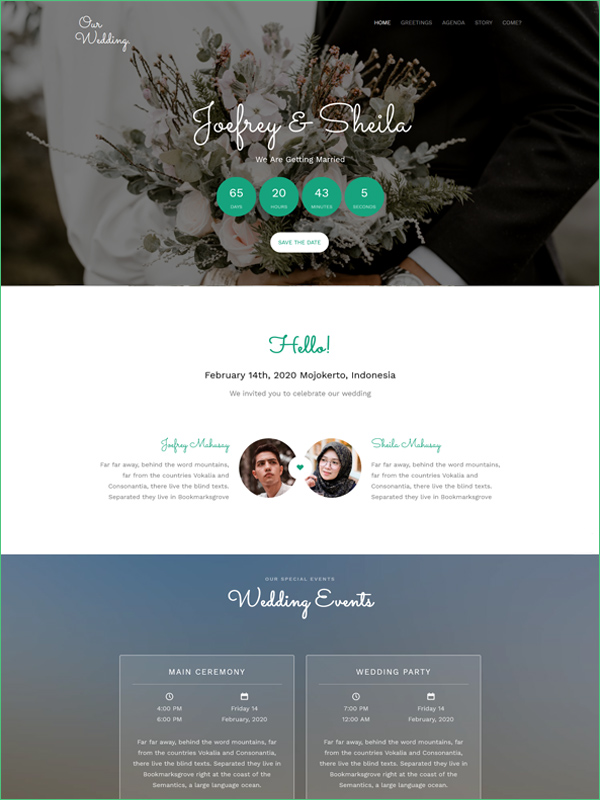 Our
Wedding.
HOME GREETINGS AGENDA STORY COME?
Joefrey & Sheila
We Are Getting Married
65 20 43 5
DAYS HOURS MINUTES SECONDS
SAVE THE DATE
Hello!
February 14th, 2020 Mojokerto, Indonesia
We invited you to celebrate our wedding
Joefrey Mahusay
Far far away, behind the word mountains,
far from the countries Vokalia and
Consonantia, there live the blind texts.
Separated they live in Bookmarksgrove
Sheila Mahusay
Far far away, behind the word mountains,
far from the countries Vokalia and
Consonantia, there live the blind texts.
Separated they live in Bookmarksgrove
OUR SPECIAL EVENTS
Wedding Events
MAIN CEREMONY
4:00 PM
6:00 PM
Friday 14
February, 2020
Far far away, behind the word mountains, far
from the countries Vokalia and Consonantia,
there live the blind texts. Separated they live in
Bookmarksgrove right at the coast of the
Semantics, a large language ocean.
WEDDING PARTY
7:00 PM
12:00 AM
Friday 14
February, 2020
Far far away, behind the word mountains, far
from the countries Vokalia and Consonantia,
there live the blind texts. Separated they live in
Bookmarksgrove right at the coast of the
Semantics, a large language ocean.